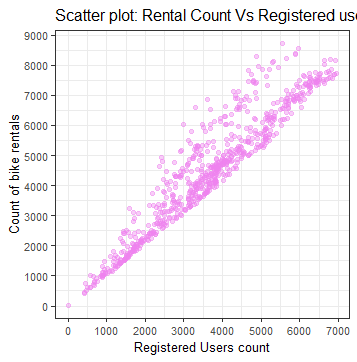 Scatter plot: Rental Count Vs Registered use
9000
8000
7000
6000
5000
4000
3000
2000
1000
0
Count of bike rentals
0 1000 2000 3000 4000 5000 6000 7000
Registered Users count